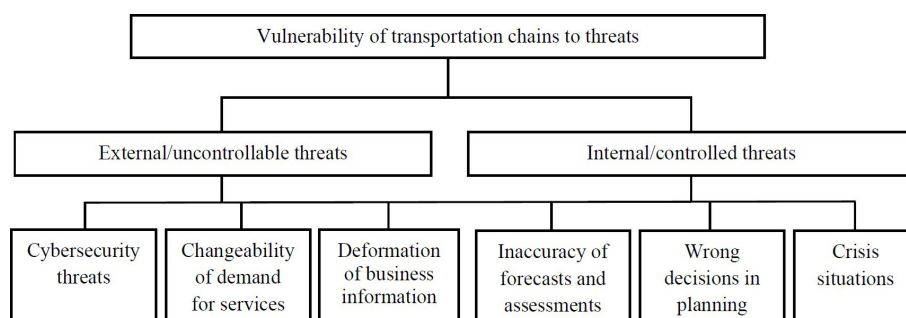 Vulnerability of transportation chains to threats
External/uncontrollable threats
Internal/controlled threats
Cybersecurity
threats
Changeability
of demand
for services
Deformation
of business
information
Inaccuracy of
forecasts and
assessments
Wrong
decisions in
planning
Crisis
situations